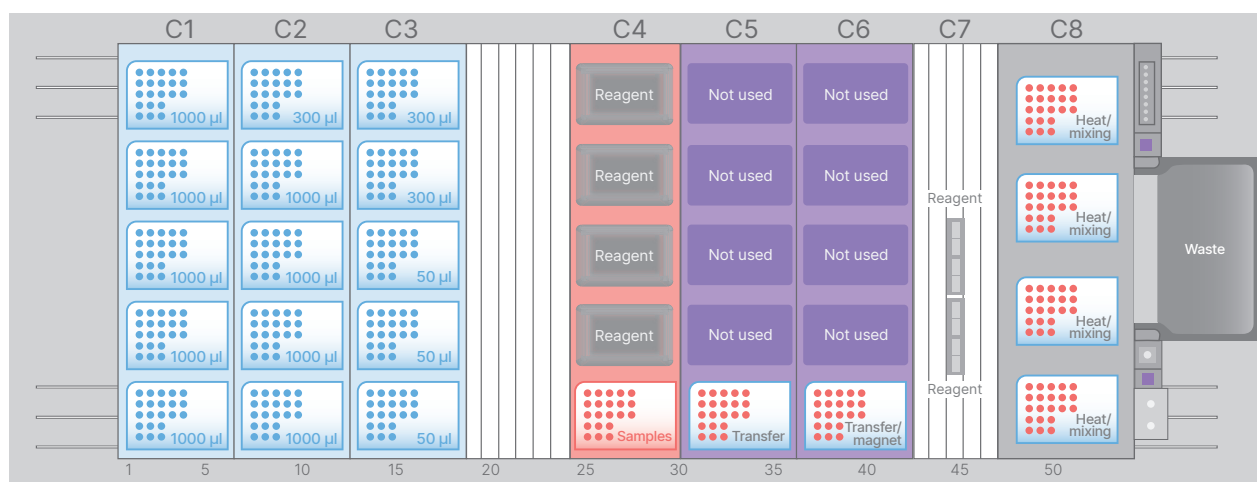 C1 C2 C3 C4 C5 C6 C7 C8
1000 µl 300 µl 300 µl Reagent Not used Not used Heat/
mixing
1000 µl 1000 µl 300 µl Reagent Not used Not used Reagent Heat/
mixing
1000 µl 1000 µl 50 µl Reagent Not used Not used Waste
1000 µl 1000 µl 50 µl Reagent Not used Not used Heat/
mixing
Reagent
1000 µl 1000 µl 50 µl Samples Transfer Transfer/
magnet
Heat/
mixing
1 5 10 15 20 25 30 35 40 45 50